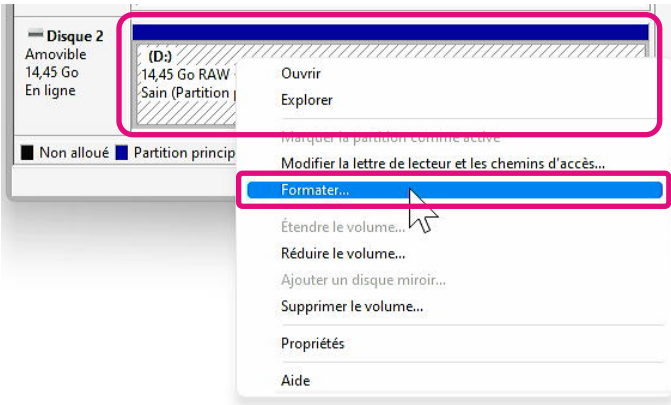 Disque 2
Amovible
14,45 Go
En ligne
(D:)
14,45 Go RAW
Sain (Partition
Non alloué Partition princip
Ouvrir
Explorer
Marquer la partition comme active
Modifier la lettre de lecteur et les chemins d'accès...
Formater...
Étendre le volume...
Réduire le volume...
Ajouter un disque miroir...
Supprimer le volume...
Propriétés
Aide